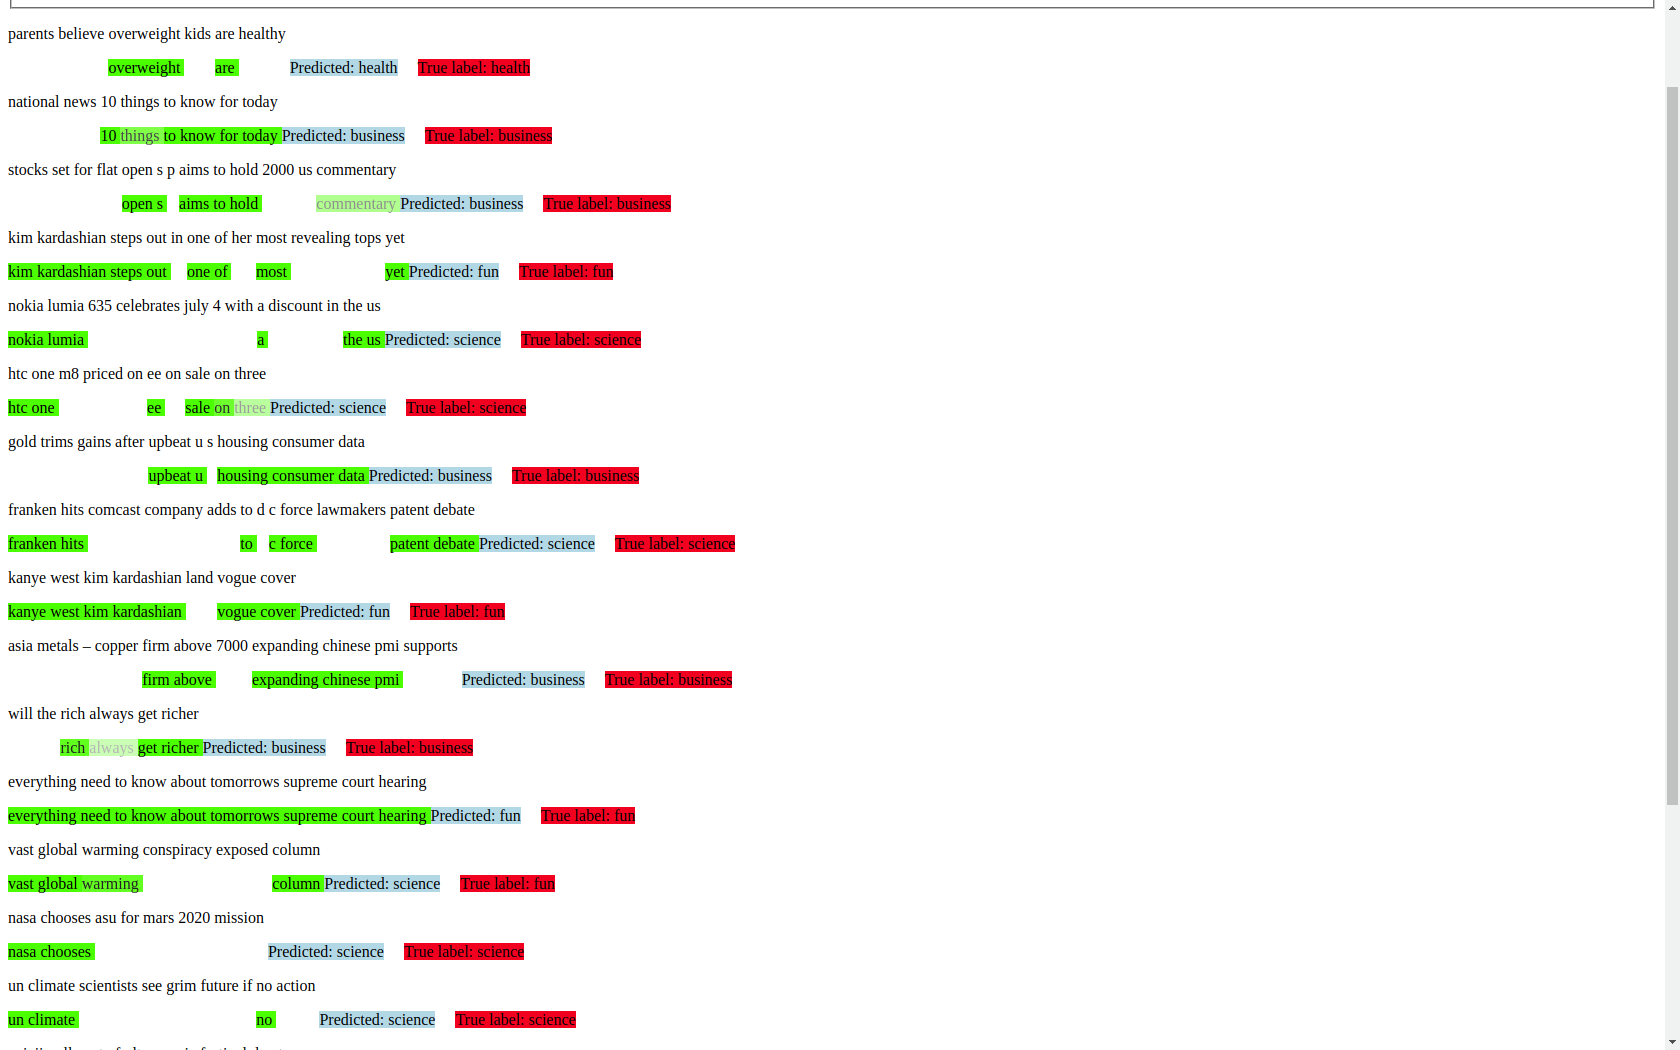 parents believe overweight kids are healthy
overweight are Predicted: health True label: health
national news 10 things to know for today
10 things to know for today Predicted: business True label: business
stocks set for flat open s p aims to hold 2000 us commentary
open s aims to hold commentary Predicted: business True label: business
kim kardashian steps out in one of her most revealing tops yet
kim kardashian steps out one of most yet Predicted: fun True label: fun
nokia lumia 635 celebrates july 4 with a discount in the us
nokia lumia a the us Predicted: science True label: science
htc one m8 priced on ee on sale on three
htc one ee sale on three Predicted: science True label: science
gold trims gains after upbeat u s housing consumer data
upbeat u housing consumer data Predicted: business True label: business
franken hits comcast company adds to d c force lawmakers patent debate
franken hits to c force patent debate Predicted: science True label: science
kanye west kim kardashian land vogue cover
kanye west kim kardashian vogue cover Predicted: fun True label: fun
asia metals – copper firm above 7000 expanding chinese pmi supports
firm above expanding chinese pmi Predicted: business True label: business
will the rich always get richer
rich always get richer Predicted: business True label: business
everything need to know about tomorrows supreme court hearing
everything need to know about tomorrows supreme court hearing Predicted: fun True label: fun
vast global warming conspiracy exposed column
vast global warming column Predicted: science True label: fun
nasa chooses asu for mars 2020 mission
nasa chooses Predicted: science True label: science
un climate scientists see grim future if no action
un climate no Predicted: science True label: science